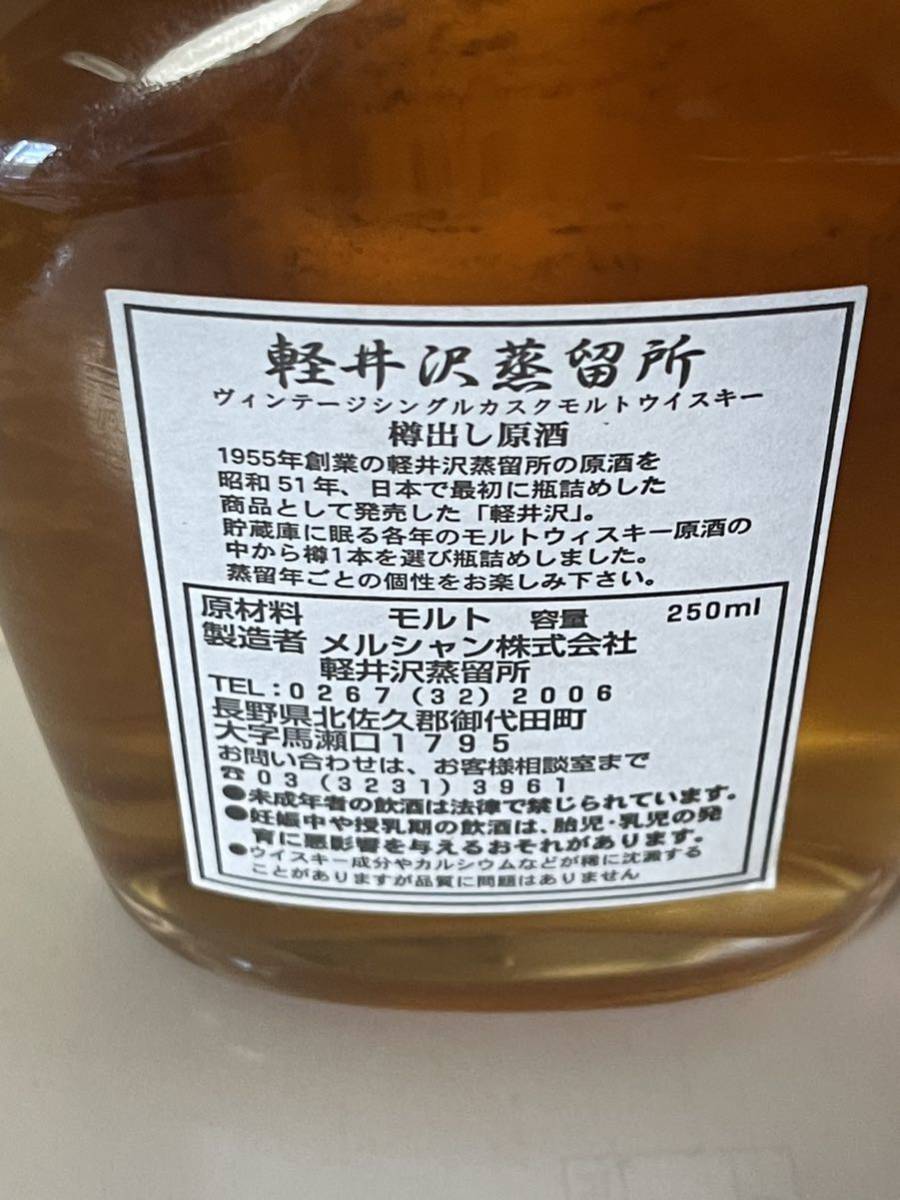 軽井沢蒸留所
ヴィンテージシングルカスクモルトウイスキー
樽出し原酒
1955年創業の軽井沢蒸留所の原酒を
昭和51年、日本で最初に瓶詰めした
商品として発売した「軽井沢」。
貯蔵庫に眠る各年のモルトウィスキー原酒の
中から樽1本を選び瓶詰めしました。
蒸留年ごとの個性をお楽しみ下さい。
原材料 モルト 容量 250ml
製造者 メルシャン株式会社
軽井沢蒸留所
TEL:0267(32)2006
長野県北佐久郡御代田町
大字馬瀬口1795
お問い合わせは、お客様相談室まで
☎03(3231)3961
●未成年者の飲酒は法律で禁じられています。
●妊娠中や授乳期の飲酒は、胎児・乳児の発
育に悪影響を与えるおそれがあります。
●ウイスキー成分やカルシウムなどが稀に沈澱する
ことがありますが品質に問題はありません